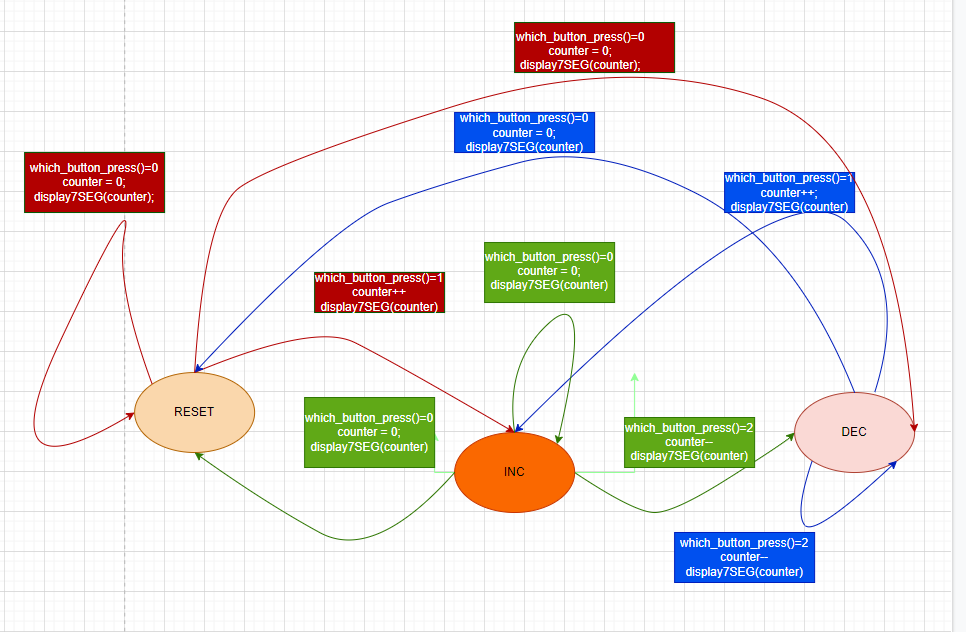 which_button_press()=0
counter = 0;
display7SEG(counter);
which_button_press()=0
counter = 0;
display7SEG(counter)
which_button_press()=0
counter = 0;
display7SEG(counter);
which_button_press()=1
counter++;
display7SEG(counter)
which_button_press()=0
counter = 0;
display7SEG(counter)
which_button_press()=1
counter++
display7SEG(counter)
RESET
which_button_press()=0
counter = 0;
display7SEG(counter)
INC
which_button_press()=2
counter--
display7SEG(counter)
DEC
which_button_press()=2
counter--
display7SEG(counter)